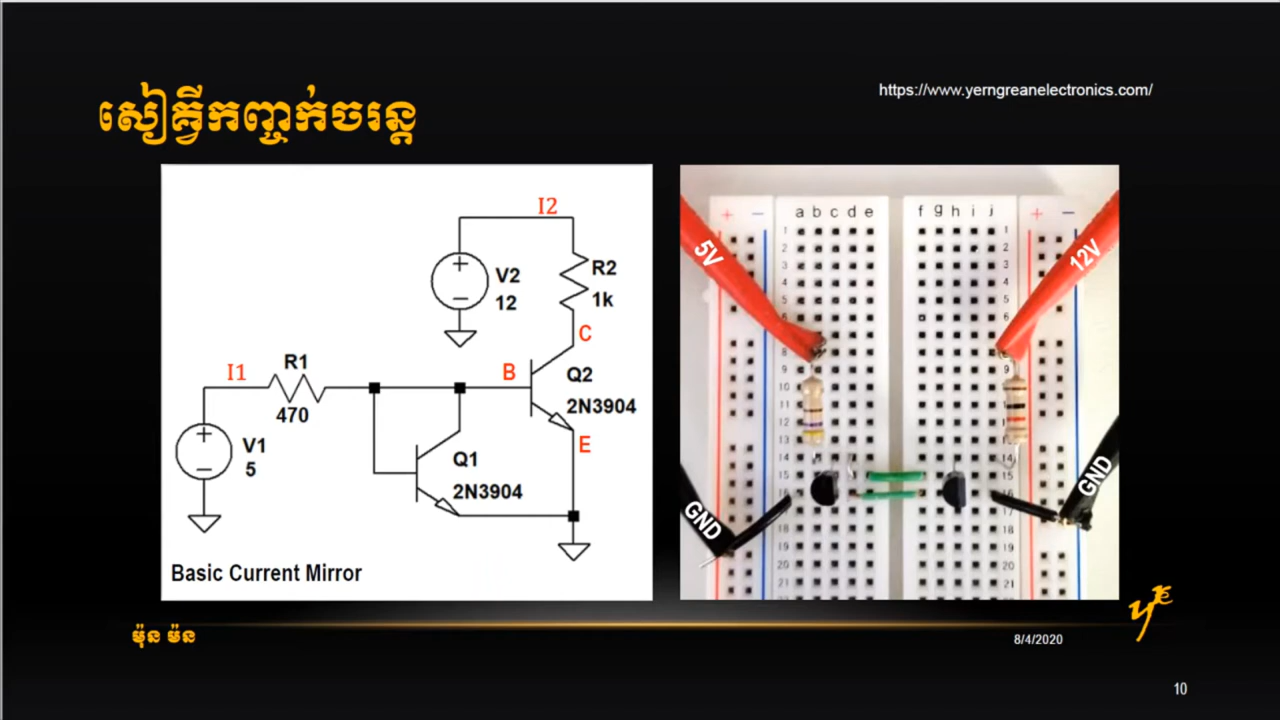 សៀគ្វីកញ្ចក់ចរន្ត
https://www.yerngreanelectronics.com/
I2
V2
12
R2
1k
C
I1
R1
470
B
Q2
2N3904
E
V1
5
Q1
2N3904
Basic Current Mirror
+ − a b c d e f g h i j + −
5V
12V
GND
GND
ម៉ុន ម៉ន
8/4/2020
10